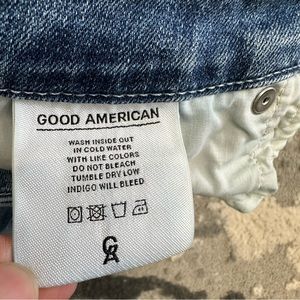 GOOD AMERICAN
WASH INSIDE OUT
IN COLD WATER
WITH LIKE COLORS
DO NOT BLEACH
TUMBLE DRY LOW
INDIGO WILL BLEED
GA